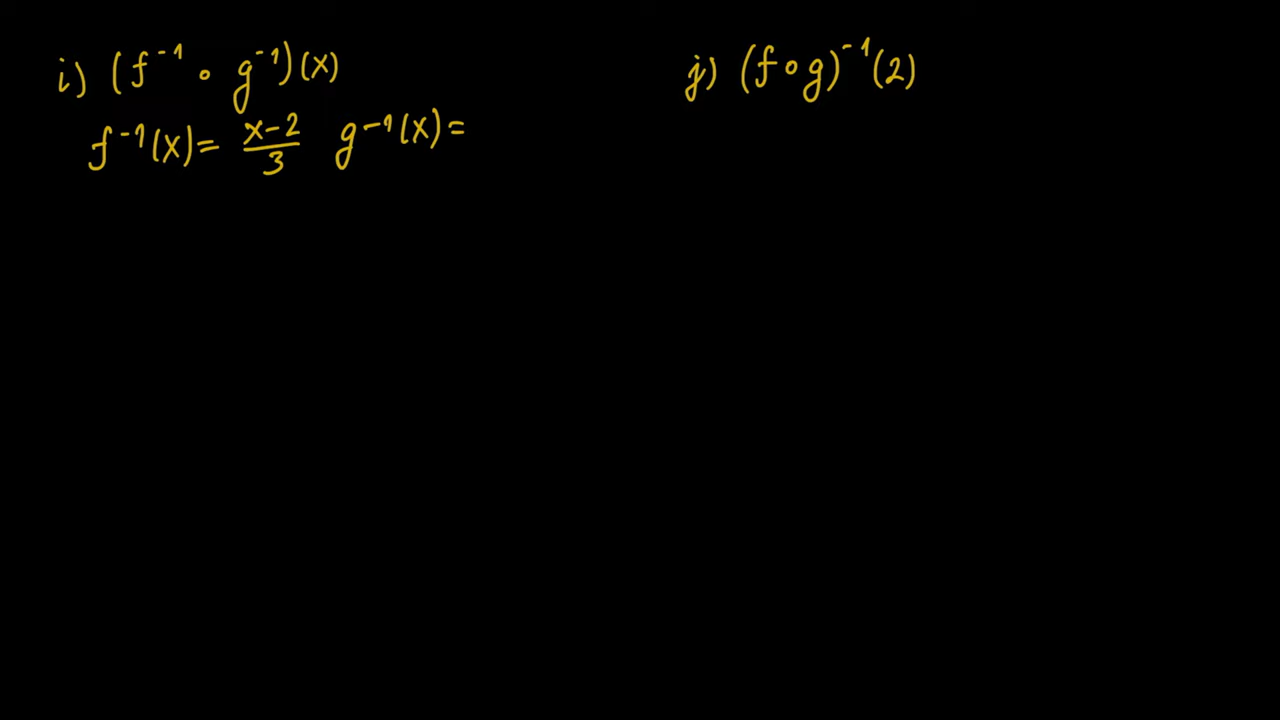 i) (f⁻¹ ∘ g⁻¹)(x)
f⁻¹(x) = (x-2)/3 g⁻¹(x) =
j) (f∘g)⁻¹(2)